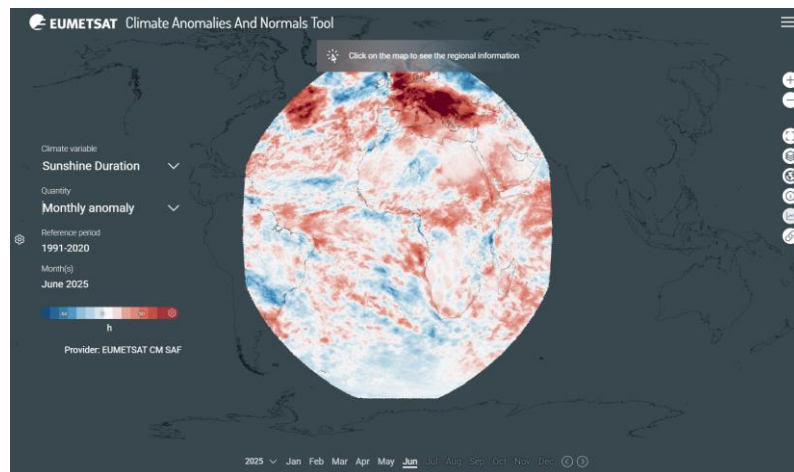 EUMETSAT Climate Anomalies And Normals Tool
Click on the map to see the regional information
Climate variable
Sunshine Duration
Quantity
Monthly anomaly
Reference period
1991-2020
Month(s)
June 2025
0
h
Provider: EUMETSAT CM SAF
2025 Jan Feb Mar Apr May Jun Jul Aug Sep Oct Nov Dec